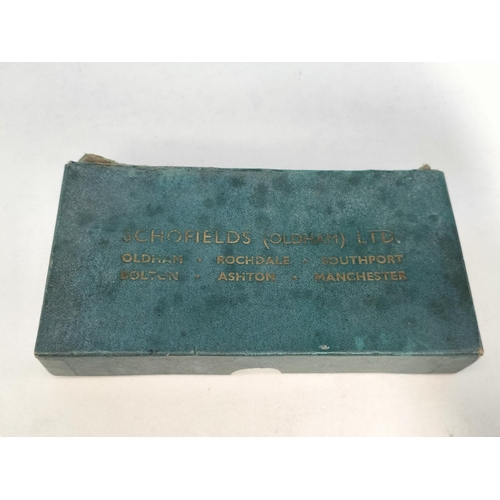 SCHOFIELDS (OLDHAM) LTD.
OLDHAM · ROCHDALE · SOUTHPORT
BOLTON · ASHTON · MANCHESTER